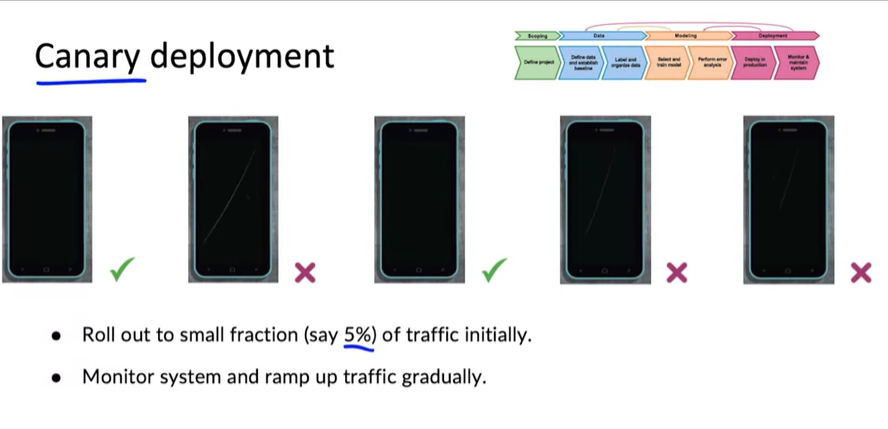 Canary deployment
Scoping
Data
Modeling
Deployment
Define project
Define data
and establish
baseline
Label and
organize data
Select and
train model
Perform error
analysis
Deploy in
production
Monitor &
maintain
system
● Roll out to small fraction (say 5%) of traffic initially.
● Monitor system and ramp up traffic gradually.